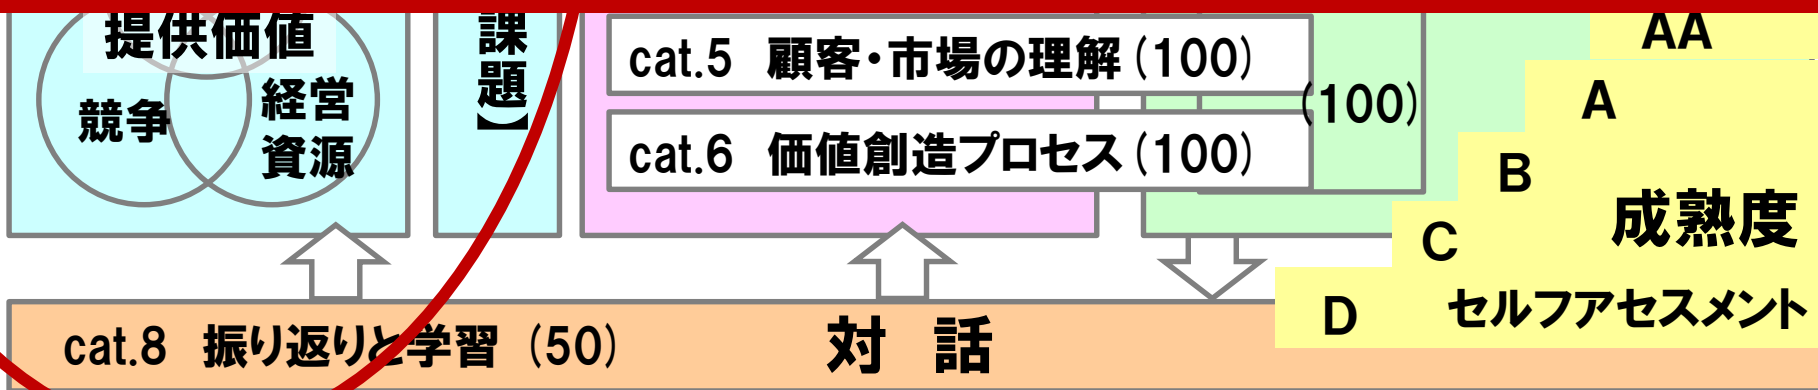 提供価値
競争
経営
資源
課題】
cat.5 顧客・市場の理解(100)
cat.6 価値創造プロセス(100)
(100)
AA
A
B
C
D
成熟度
セルフアセスメント
cat.8 振り返りと学習 (50)
対 話